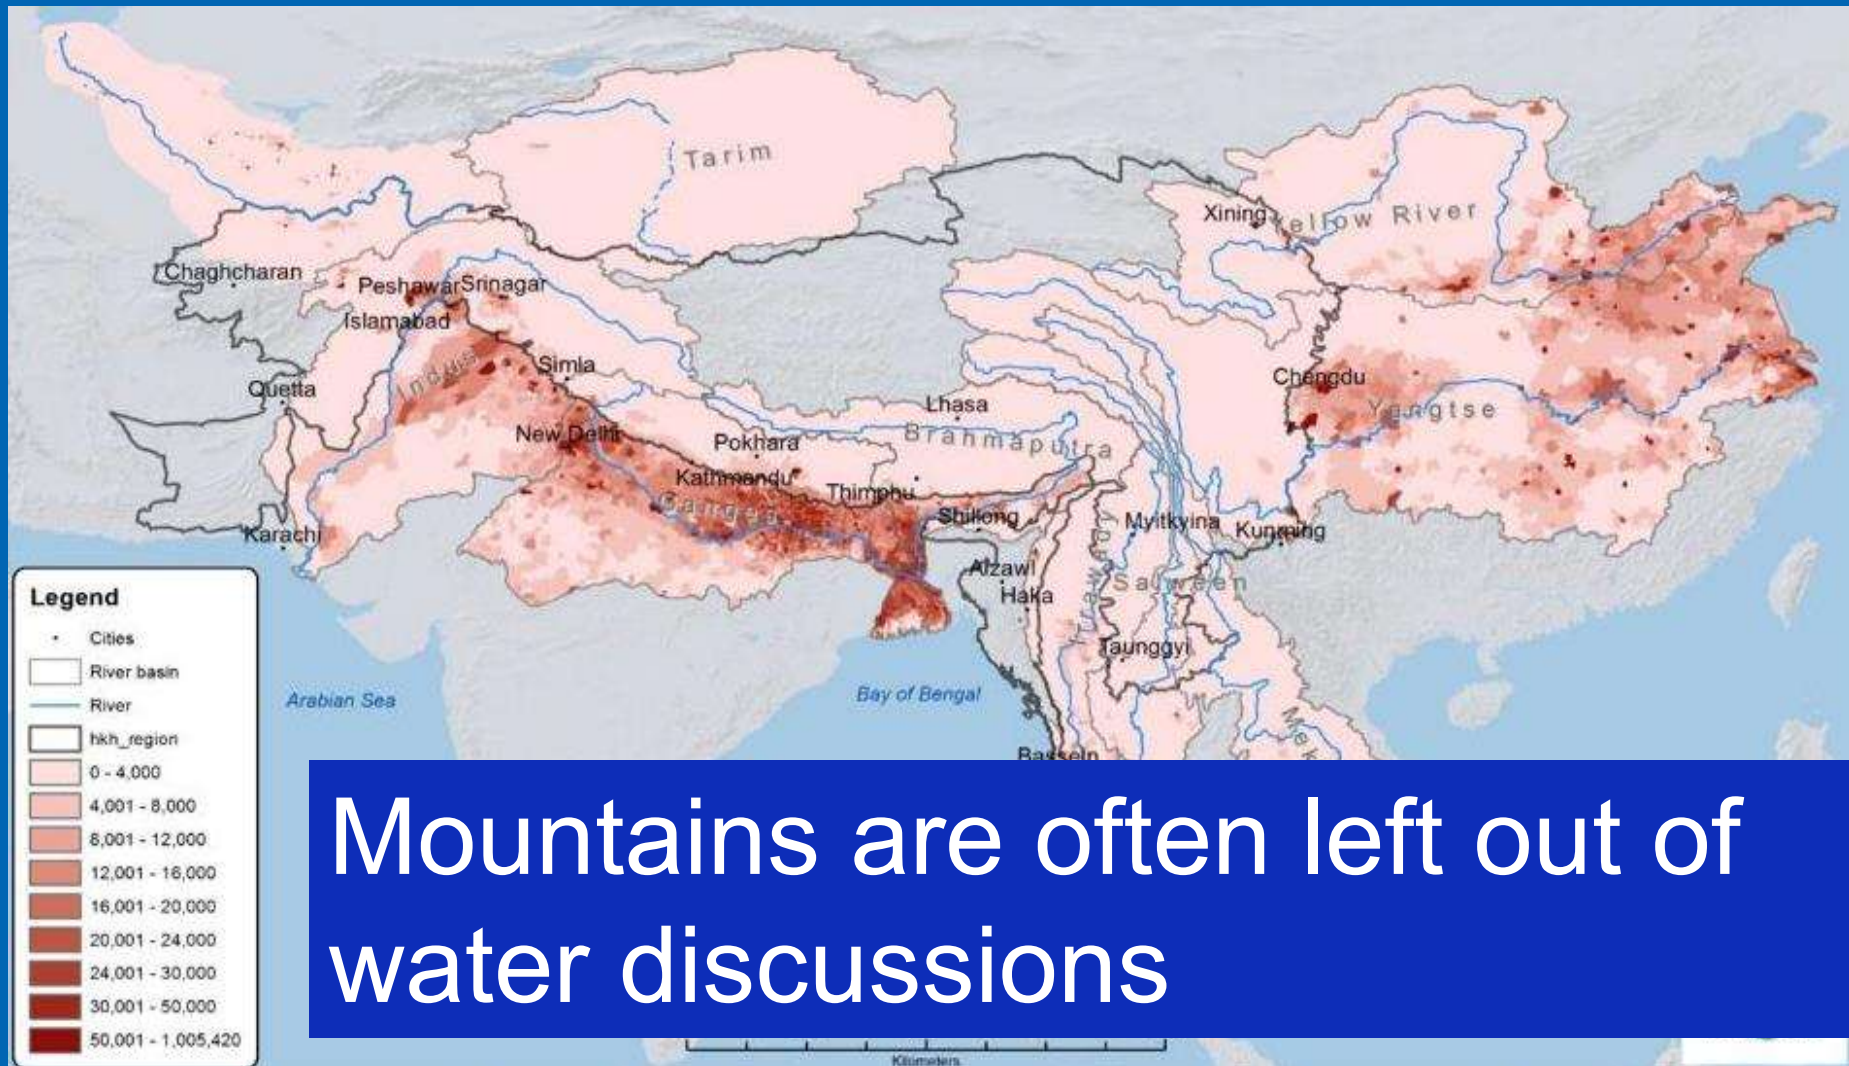 Tarim
Xining
Yellow River
Chaghcharan
Peshawar
Srinagar
Islamabad
Indus
Simla
Quetta
Chengdu
Yangtse
Lhasa
New Delhi
Pokhara
Brahmaputra
Kathmandu
Thimphu
Ganges
Shillong
Myitkyina
Kunming
Karachi
Aizawl
Salween
Haka
Taunggyi
Arabian Sea
Bay of Bengal
Mek
Bassein
Legend
Cities
River basin
River
hkh_region
0 - 4,000
4,001 - 8,000
8,001 - 12,000
12,001 - 16,000
16,001 - 20,000
20,001 - 24,000
24,001 - 30,000
30,001 - 50,000
50,001 - 1,005,420
Mountains are often left out of
water discussions
Kilometers